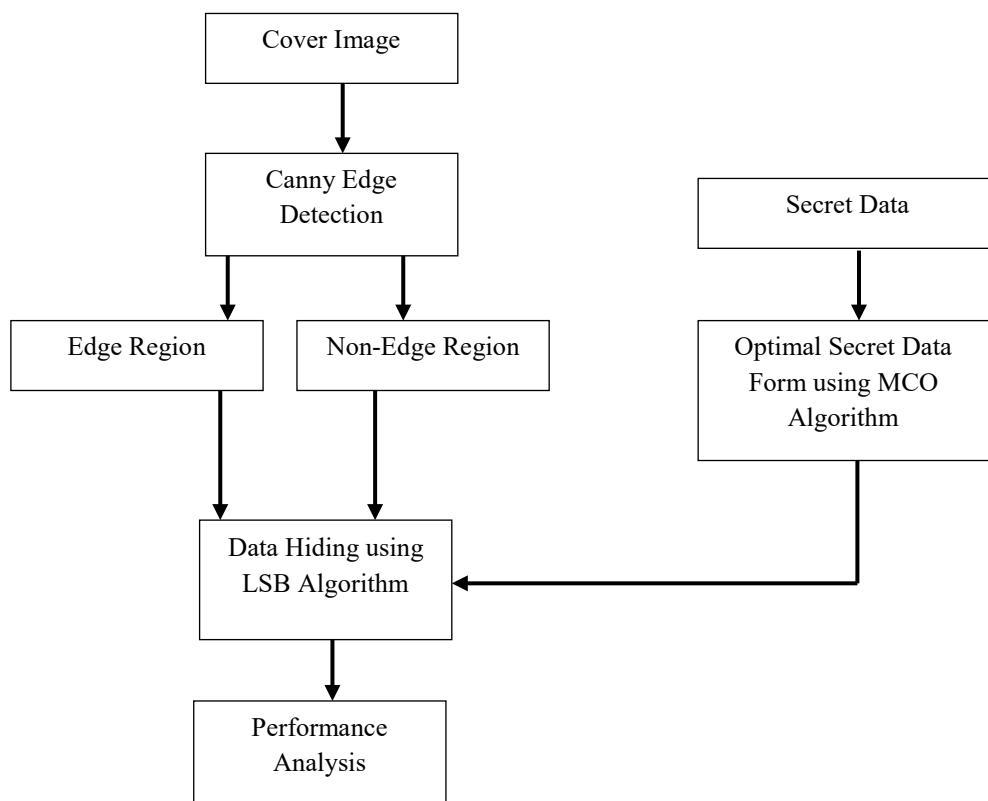 Cover Image
Canny Edge
Detection
Secret Data
Edge Region
Non-Edge Region
Optimal Secret Data
Form using MCO
Algorithm
Data Hiding using
LSB Algorithm
Performance
Analysis